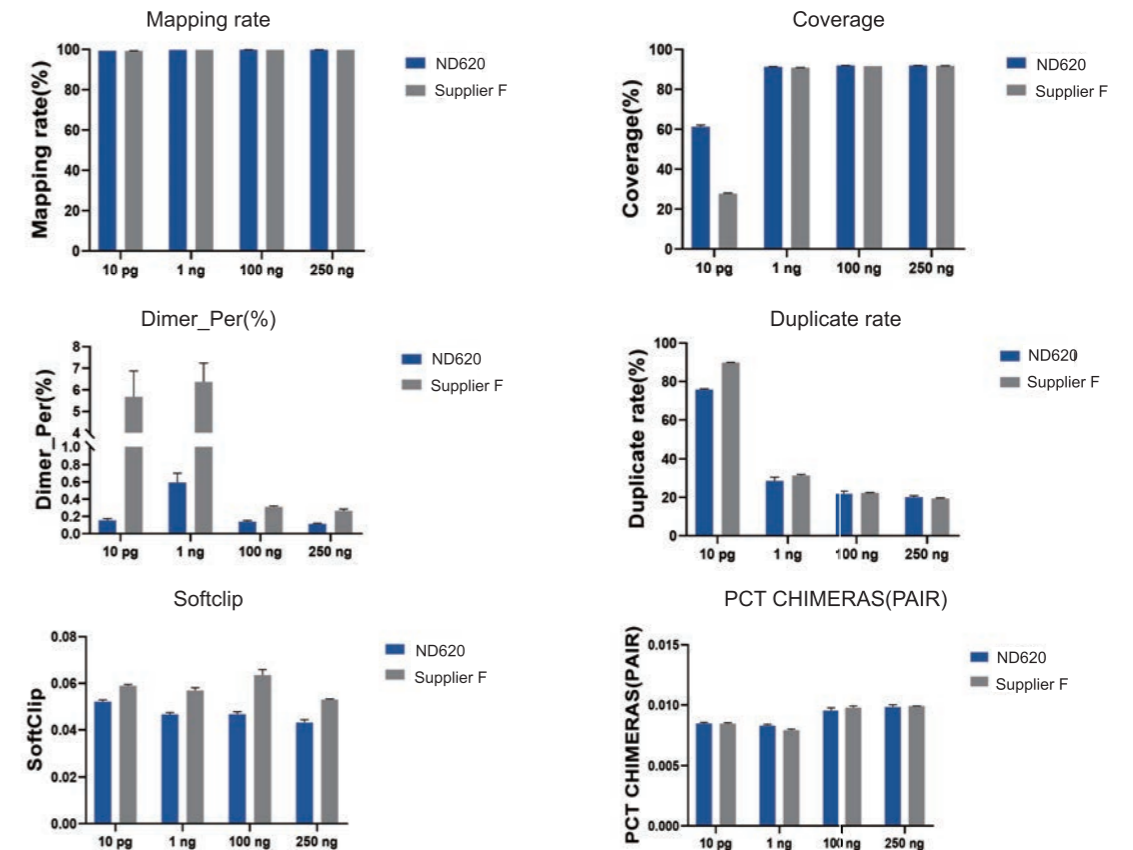 Mapping rate
Mapping rate(%)
100
80
60
40
20
0
10 pg 1 ng 100 ng 250 ng
ND620
Supplier F
Coverage
Coverage(%)
100
80
60
40
20
0
10 pg 1 ng 100 ng 250 ng
ND620
Supplier F
Dimer_Per(%)
Dimer_Per(%)
8
7
6
5
4
1.0
0.8
0.6
0.4
0.2
0.0
10 pg 1 ng 100 ng 250 ng
ND620
Supplier F
Duplicate rate
Duplicate rate(%)
100
80
60
40
20
0
10 pg 1 ng 100 ng 250 ng
ND620
Supplier F
Softclip
SoftClip
0.08
0.06
0.04
0.02
0.00
10 pg 1 ng 100 ng 250 ng
ND620
Supplier F
PCT CHIMERAS(PAIR)
PCT CHIMERAS(PAIR)
0.015
0.010
0.005
0.000
10 pg 1 ng 100 ng 250 ng
ND620
Supplier F